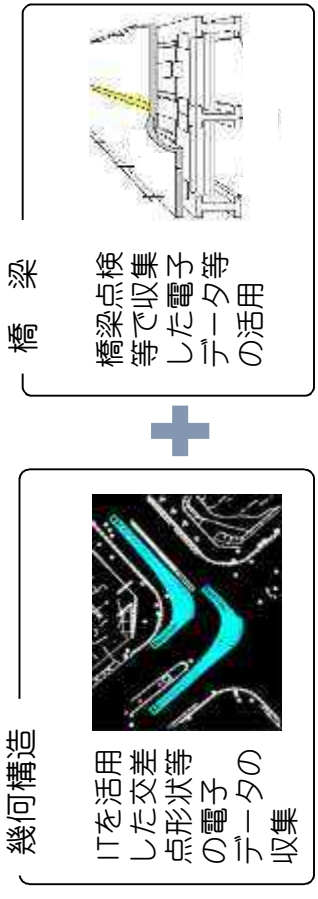 幾何構造
ITを活用
した交差
点形状等
の電子
データの
収集
橋 梁
橋梁点検
等で収集
した電子
データ等
の活用